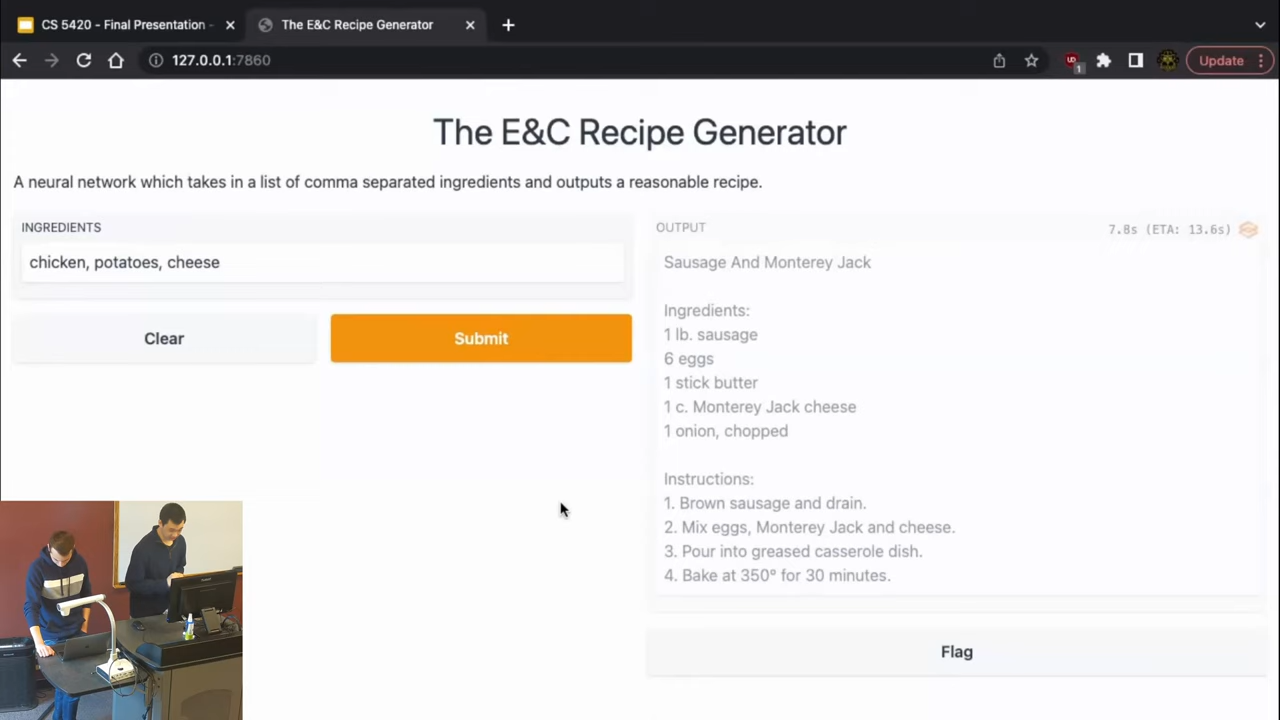 CS 5420 - Final Presentation -
The E&C Recipe Generator
127.0.0.1:7860
1
Update
The E&C Recipe Generator
A neural network which takes in a list of comma separated ingredients and outputs a reasonable recipe.
INGREDIENTS
chicken, potatoes, cheese
Clear
Submit
OUTPUT
7.8s (ETA: 13.6s)
Sausage And Monterey Jack
Ingredients:
1 lb. sausage
6 eggs
1 stick butter
1 c. Monterey Jack cheese
1 onion, chopped
Instructions:
1. Brown sausage and drain.
2. Mix eggs, Monterey Jack and cheese.
3. Pour into greased casserole dish.
4. Bake at 350º for 30 minutes.
Flag